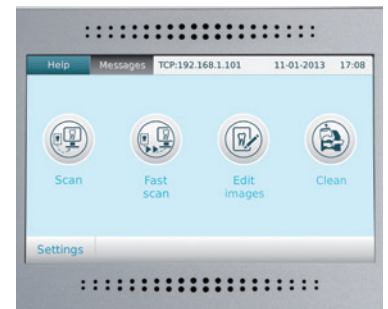 Help Messages TCP:192.168.1.101 11-01-2013 17:08
Scan Fast scan Edit images Clean
Settings